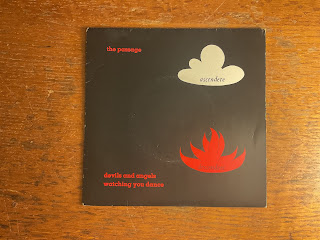 the passage
devils and angels
watching you dance